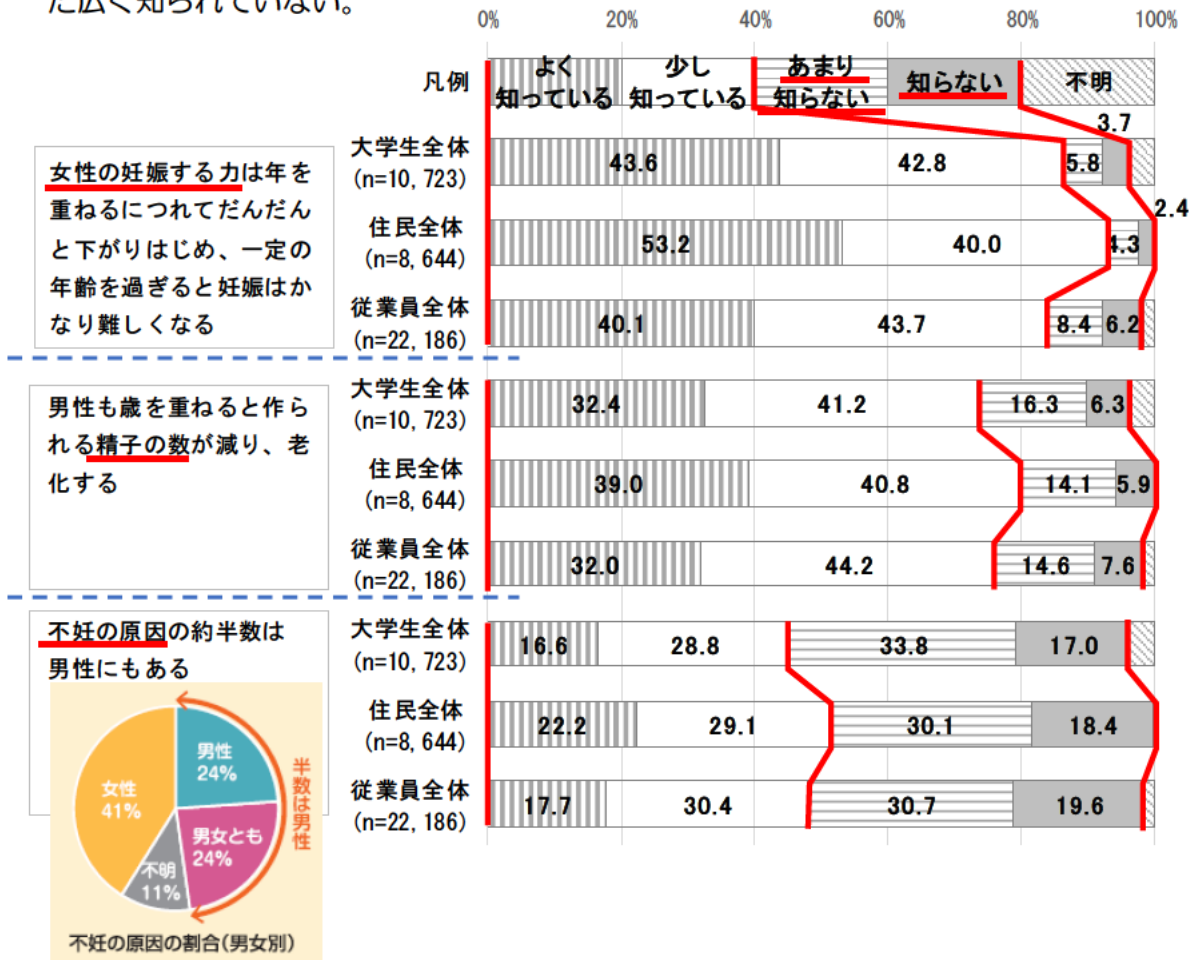 た広く知られていない。
0% 20% 40% 60% 80% 100%
凡例
よく知っている
少し知っている
あまり知らない
知らない
不明
女性の妊娠する力は年を
重ねるにつれてだんだん
と下がりはじめ、一定の
年齢を過ぎると妊娠はか
なり難しくなる
大学生全体
(n=10,723)
43.6 42.8 5.8 3.7
住民全体
(n=8,644)
53.2 40.0 4.3 2.4
従業員全体
(n=22,186)
40.1 43.7 8.4 6.2
男性も歳を重ねると作ら
れる精子の数が減り、老
化する
大学生全体
(n=10,723)
32.4 41.2 16.3 6.3
住民全体
(n=8,644)
39.0 40.8 14.1 5.9
従業員全体
(n=22,186)
32.0 44.2 14.6 7.6
不妊の原因の約半数は
男性にもある
大学生全体
(n=10,723)
16.6 28.8 33.8 17.0
住民全体
(n=8,644)
22.2 29.1 30.1 18.4
従業員全体
(n=22,186)
17.7 30.4 30.7 19.6
男性
24%
男女とも
24%
不明
11%
女性
41%
半数は男性
不妊の原因の割合(男女別)